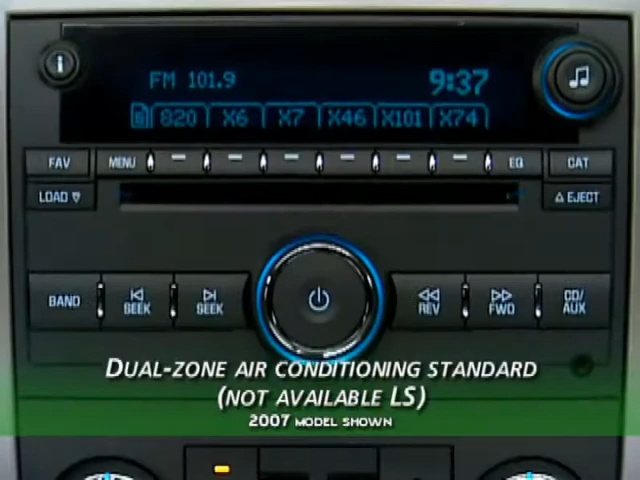 i
FM 101.9 9:37
820 X6 X7 X46 X101 X74
FAV MENU EQ CAT
LOAD EJECT
BAND SEEK SEEK REV FWD CD/
AUX
DUAL-ZONE AIR CONDITIONING STANDARD
(NOT AVAILABLE LS)
2007 MODEL SHOWN